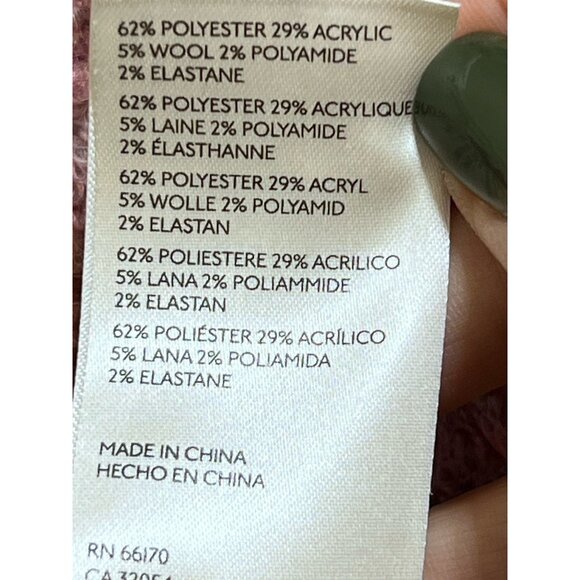 62% POLYESTER 29% ACRYLIC
5% WOOL 2% POLYAMIDE
2% ELASTANE
62% POLYESTER 29% ACRYLIQUE
5% LAINE 2% POLYAMIDE
2% ÉLASTHANNE
62% POLYESTER 29% ACRYL
5% WOLLE 2% POLYAMID
2% ELASTAN
62% POLIESTERE 29% ACRILICO
5% LANA 2% POLIAMMIDE
2% ELASTAN
62% POLIÉSTER 29% ACRÍLICO
5% LANA 2% POLIAMIDA
2% ELASTANE
MADE IN CHINA
HECHO EN CHINA
RN 66170
CA